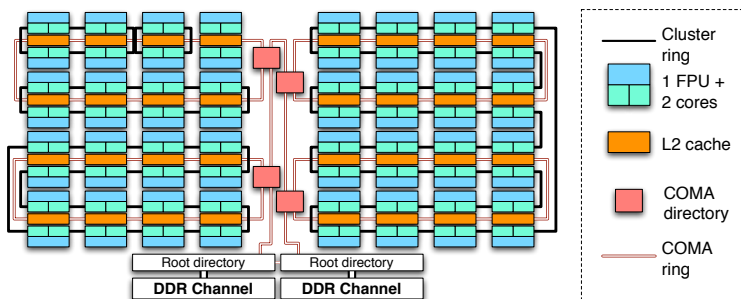 Cluster
ring
1 FPU +
2 cores
L2 cache
COMA
directory
COMA
ring
Root directory
Root directory
DDR Channel
DDR Channel